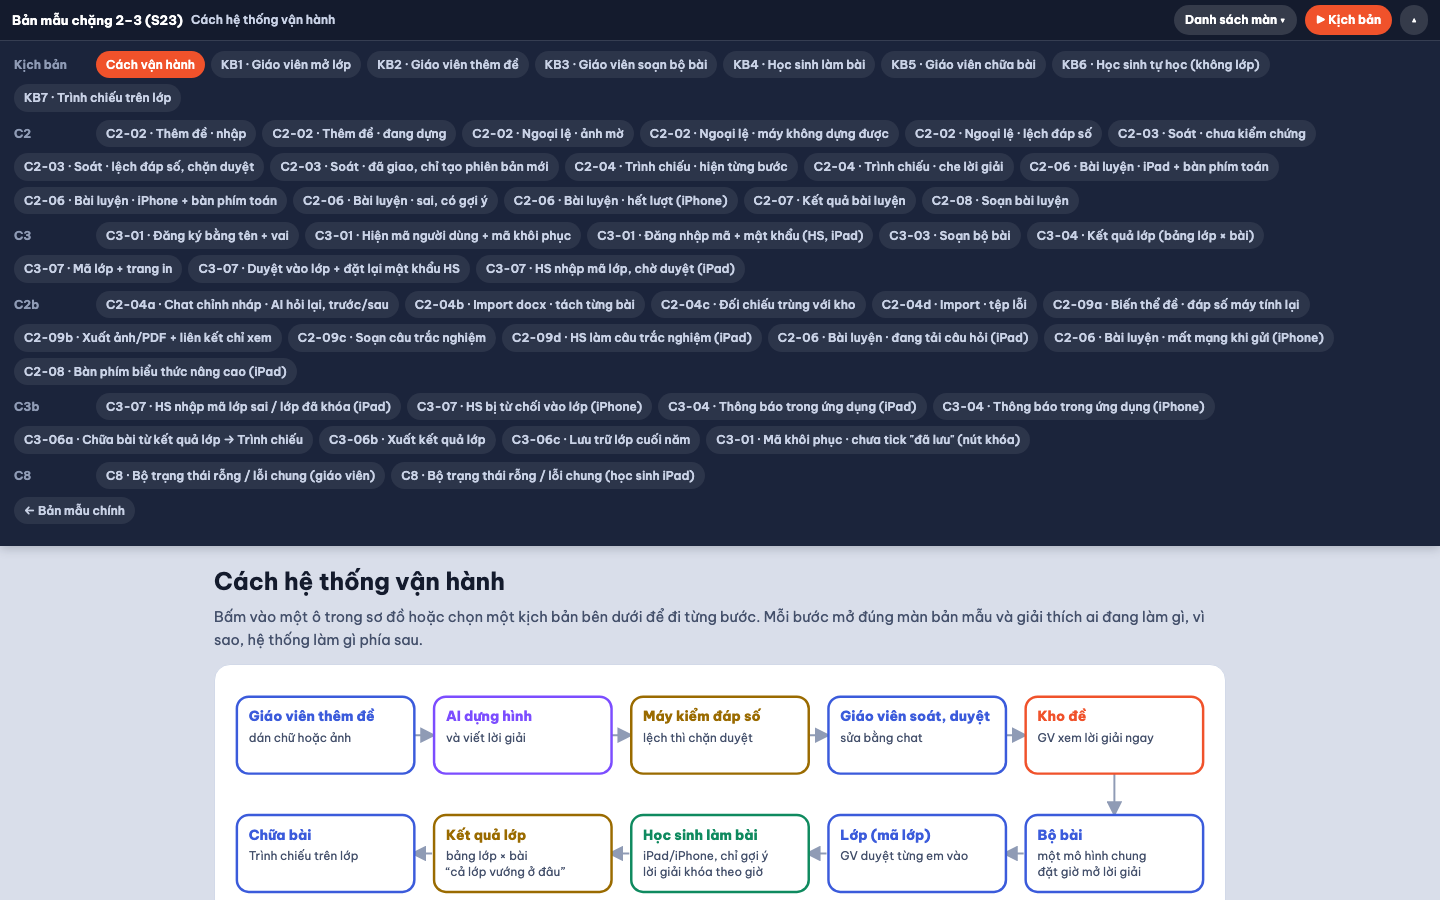 Bản mẫu chặng 2–3 (S23) Cách hệ thống vận hành Danh sách màn ▾ ▶ Kịch bản ▴
Kịch bản Cách vận hành KB1 · Giáo viên mở lớp KB2 · Giáo viên thêm đề KB3 · Giáo viên soạn bộ bài KB4 · Học sinh làm bài KB5 · Giáo viên chữa bài KB6 · Học sinh tự học (không lớp)
KB7 · Trình chiếu trên lớp
C2 C2-02 · Thêm đề · nhập C2-02 · Thêm đề · đang dựng C2-02 · Ngoại lệ · ảnh mờ C2-02 · Ngoại lệ · máy không dựng được C2-02 · Ngoại lệ · lệch đáp số C2-03 · Soát · chưa kiểm chứng
C2-03 · Soát · lệch đáp số, chặn duyệt C2-03 · Soát · đã giao, chỉ tạo phiên bản mới C2-04 · Trình chiếu · hiện từng bước C2-04 · Trình chiếu · che lời giải C2-06 · Bài luyện · iPad + bàn phím toán
C2-06 · Bài luyện · iPhone + bàn phím toán C2-06 · Bài luyện · sai, có gợi ý C2-06 · Bài luyện · hết lượt (iPhone) C2-07 · Kết quả bài luyện C2-08 · Soạn bài luyện
C3 C3-01 · Đăng ký bằng tên + vai C3-01 · Hiện mã người dùng + mã khôi phục C3-01 · Đăng nhập mã + mật khẩu (HS, iPad) C3-03 · Soạn bộ bài C3-04 · Kết quả lớp (bảng lớp × bài)
C3-07 · Mã lớp + trang in C3-07 · Duyệt vào lớp + đặt lại mật khẩu HS C3-07 · HS nhập mã lớp, chờ duyệt (iPad)
C2b C2-04a · Chat chỉnh nháp · AI hỏi lại, trước/sau C2-04b · Import docx · tách từng bài C2-04c · Đối chiếu trùng với kho C2-04d · Import · tệp lỗi C2-09a · Biến thể đề · đáp số máy tính lại
C2-09b · Xuất ảnh/PDF + liên kết chỉ xem C2-09c · Soạn câu trắc nghiệm C2-09d · HS làm câu trắc nghiệm (iPad) C2-06 · Bài luyện · đang tải câu hỏi (iPad) C2-06 · Bài luyện · mất mạng khi gửi (iPhone)
C2-08 · Bàn phím biểu thức nâng cao (iPad)
C3b C3-07 · HS nhập mã lớp sai / lớp đã khóa (iPad) C3-07 · HS bị từ chối vào lớp (iPhone) C3-04 · Thông báo trong ứng dụng (iPad) C3-04 · Thông báo trong ứng dụng (iPhone)
C3-06a · Chữa bài từ kết quả lớp → Trình chiếu C3-06b · Xuất kết quả lớp C3-06c · Lưu trữ lớp cuối năm C3-01 · Mã khôi phục · chưa tick "đã lưu" (nút khóa)
C8 C8 · Bộ trạng thái rỗng / lỗi chung (giáo viên) C8 · Bộ trạng thái rỗng / lỗi chung (học sinh iPad)
← Bản mẫu chính
Cách hệ thống vận hành
Bấm vào một ô trong sơ đồ hoặc chọn một kịch bản bên dưới để đi từng bước. Mỗi bước mở đúng màn bản mẫu và giải thích ai đang làm gì, vì
sao, hệ thống làm gì phía sau.
Giáo viên thêm đề
dán chữ hoặc ảnh
AI dựng hình
và viết lời giải
Máy kiểm đáp số
lệch thì chặn duyệt
Giáo viên soát, duyệt
sửa bằng chat
Kho đề
GV xem lời giải ngay
Chữa bài
Trình chiếu trên lớp
Kết quả lớp
bảng lớp × bài
“cả lớp vướng ở đâu”
Học sinh làm bài
iPad/iPhone, chỉ gợi ý
lời giải khóa theo giờ
Lớp (mã lớp)
GV duyệt từng em vào
Bộ bài
một mô hình chung
đặt giờ mở lời giải